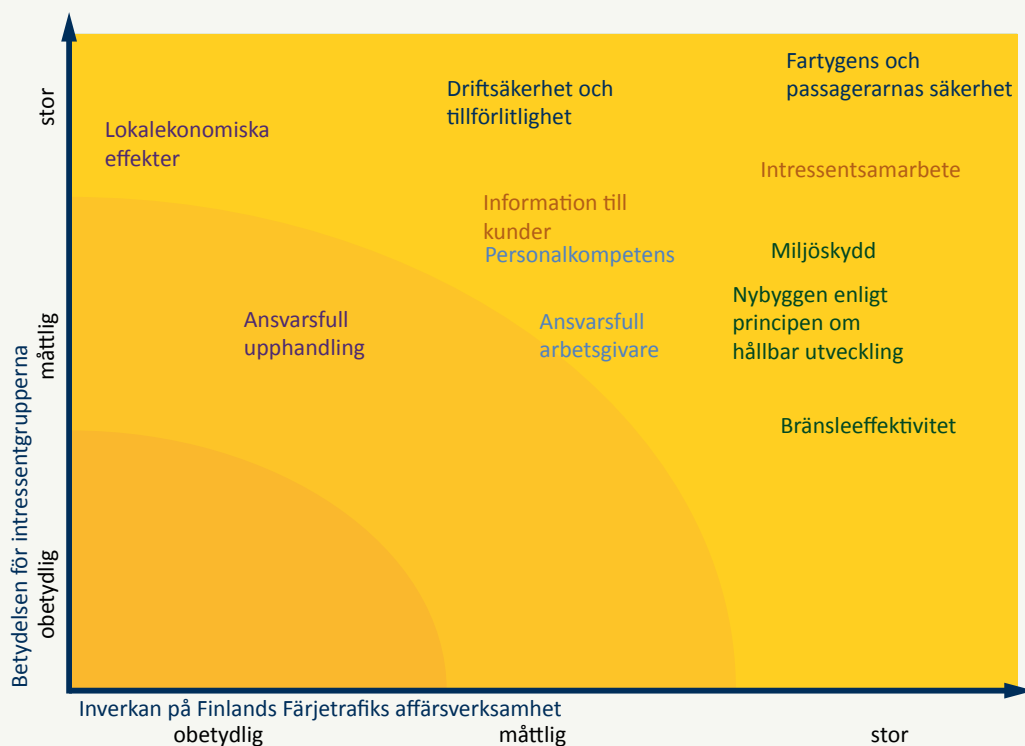 Fartygens och
passagerarnas säkerhet
Driftsäkerhet och
tillförlitlighet
Lokalekonomiska
effekter
Intressentsamarbete
Information till
kunder
Personalkompetens
Miljöskydd
Nybyggen enligt
principen om
hållbar utveckling
Ansvarsfull
upphandling
Ansvarsfull
arbetsgivare
Bränsleeffektivitet
Betydelsen för intressentgrupperna
stor
måttlig
obetydlig
Inverkan på Finlands Färjetrafiks affärsverksamhet
obetydlig
måttlig
stor